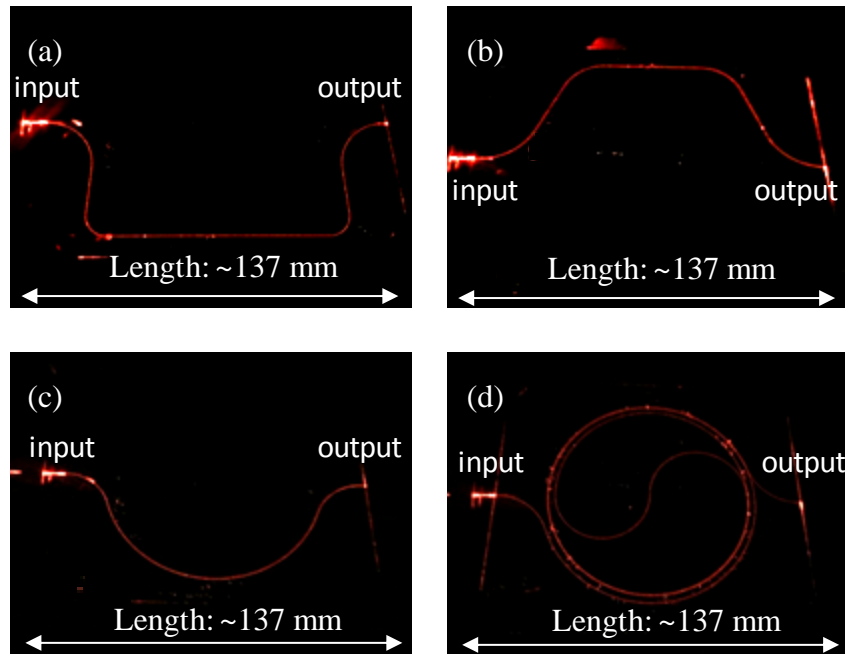 (a)
input
output
Length: ~137 mm
(b)
input
output
Length: ~137 mm
(c)
input
output
Length: ~137 mm
(d)
input
output
Length: ~137 mm